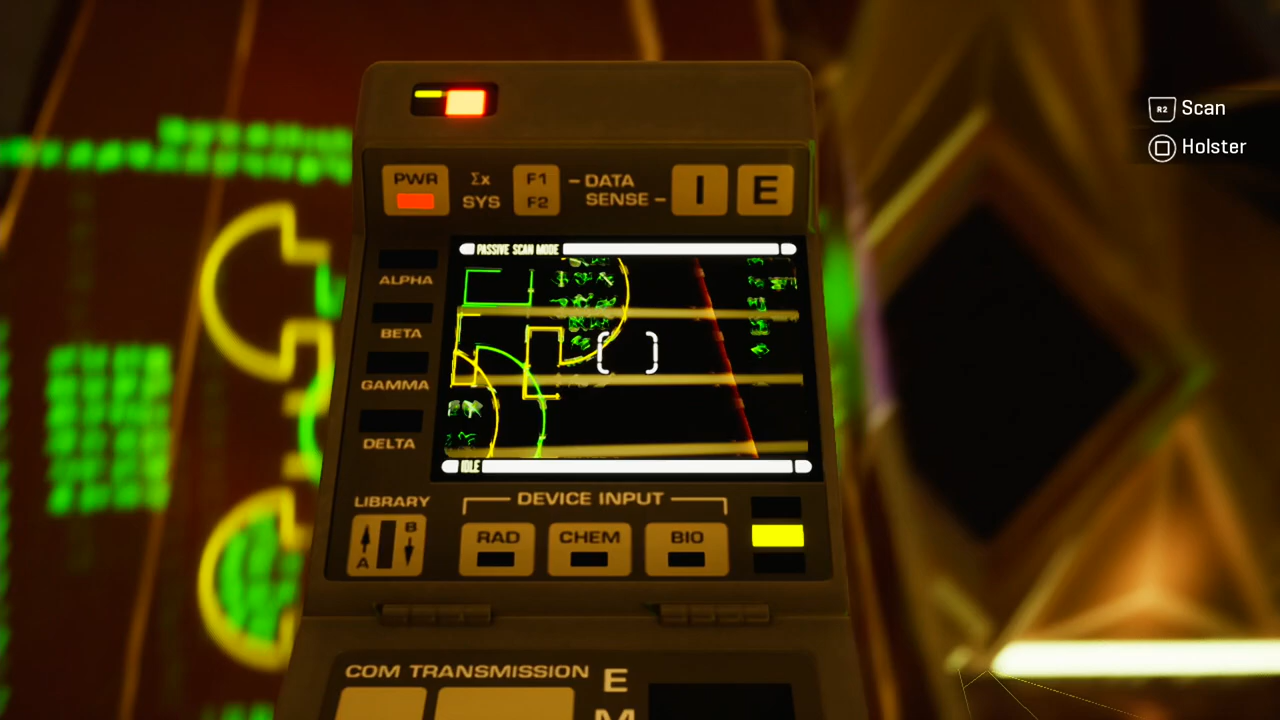 R2 Scan
Holster
PWR
Σx
SYS
F1
F2
– DATA
SENSE –
I
E
PASSIVE SCAN MODE
ALPHA
BETA
GAMMA
DELTA
IDLE
LIBRARY
A
B
DEVICE INPUT
RAD
CHEM
BIO
COM TRANSMISSION
E
M